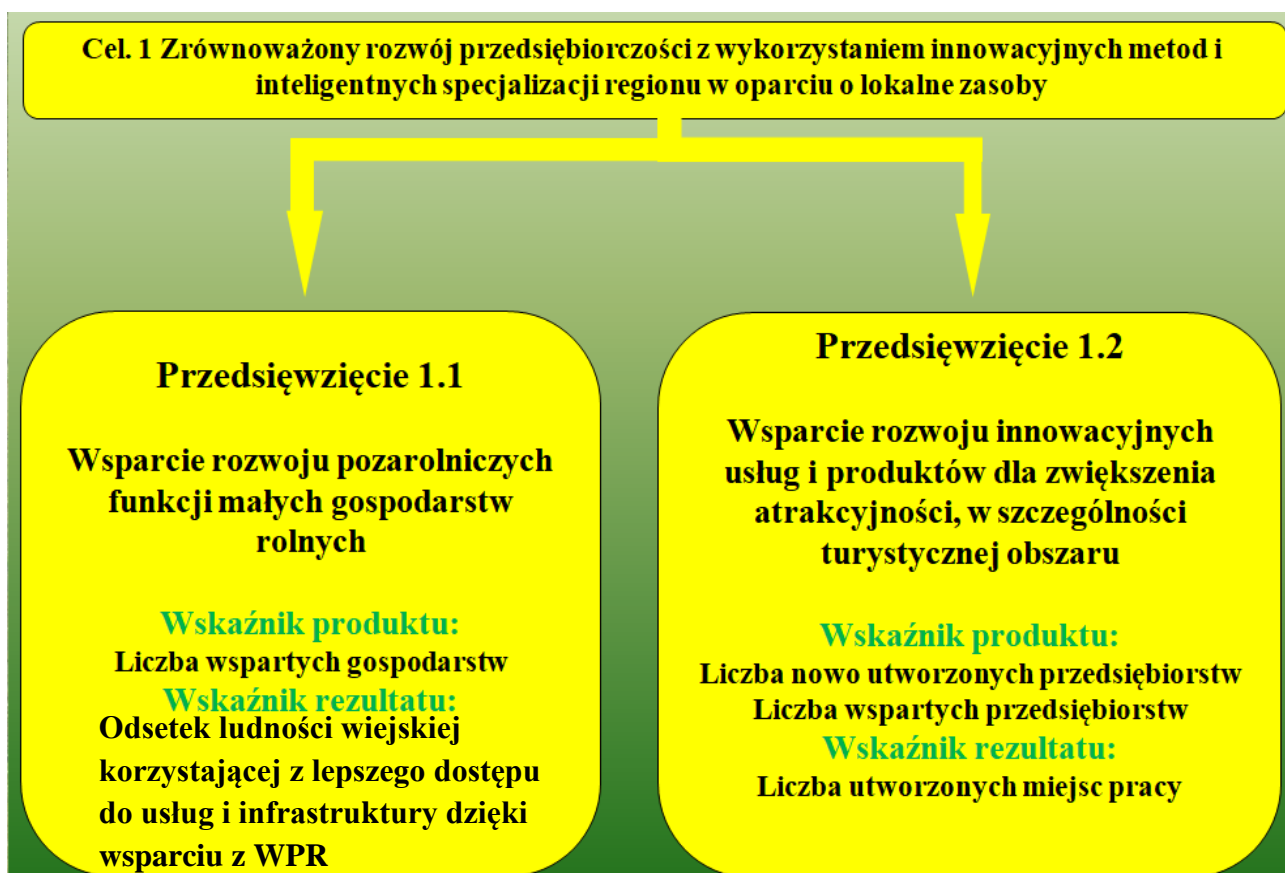 Cel. 1 Zrównoważony rozwój przedsiębiorczości z wykorzystaniem innowacyjnych metod i
inteligentnych specjalizacji regionu w oparciu o lokalne zasoby
Przedsięwzięcie 1.1
Wsparcie rozwoju pozarolniczych
funkcji małych gospodarstw
rolnych
Wskaźnik produktu:
Liczba wspartych gospodarstw
Wskaźnik rezultatu:
Odsetek ludności wiejskiej
korzystającej z lepszego dostępu
do usług i infrastruktury dzięki
wsparciu z WPR
Przedsięwzięcie 1.2
Wsparcie rozwoju innowacyjnych
usług i produktów dla zwiększenia
atrakcyjności, w szczególności
turystycznej obszaru
Wskaźnik produktu:
Liczba nowo utworzonych przedsiębiorstw
Liczba wspartych przedsiębiorstw
Wskaźnik rezultatu:
Liczba utworzonych miejsc pracy